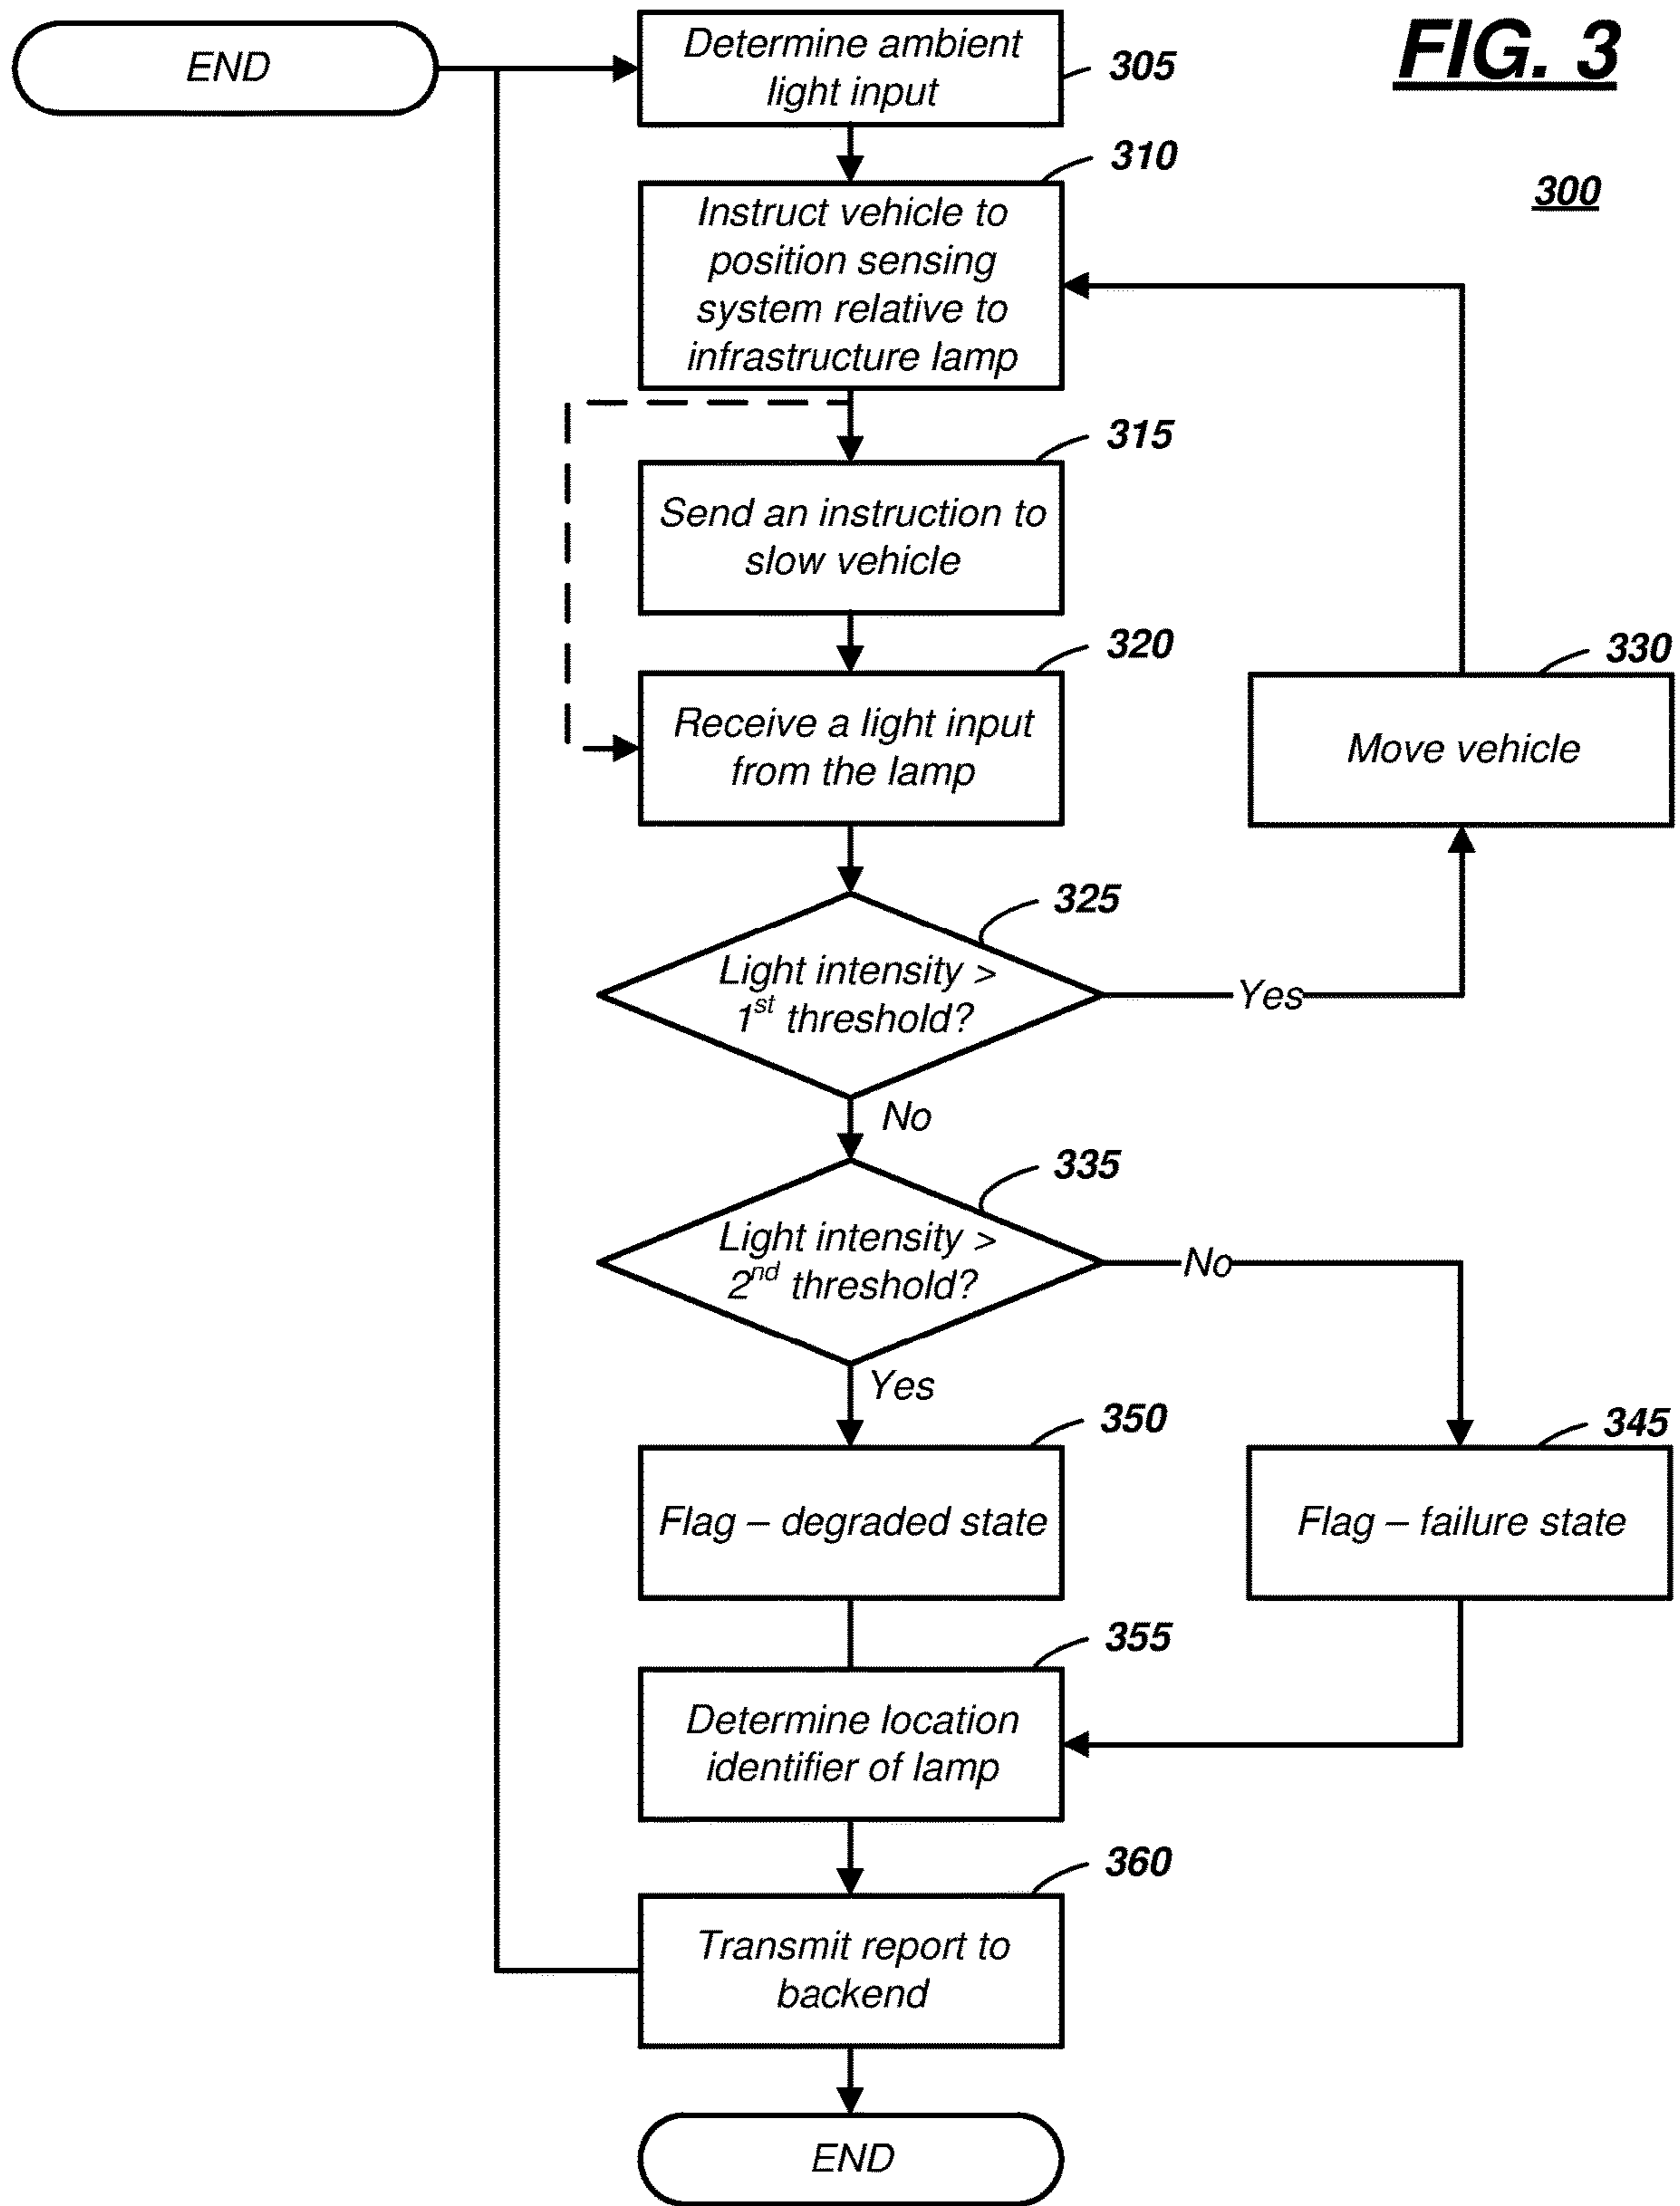 FIG. 3
300
END
Determine ambient
light input
305
310
Instruct vehicle to
position sensing
system relative to
infrastructure lamp
315
Send an instruction to
slow vehicle
320
Receive a light input
from the lamp
330
Move vehicle
325
Light intensity >
1st threshold?
Yes
No
335
Light intensity >
2nd threshold?
No
Yes
350
Flag – degraded state
345
Flag – failure state
355
Determine location
identifier of lamp
360
Transmit report to
backend
END